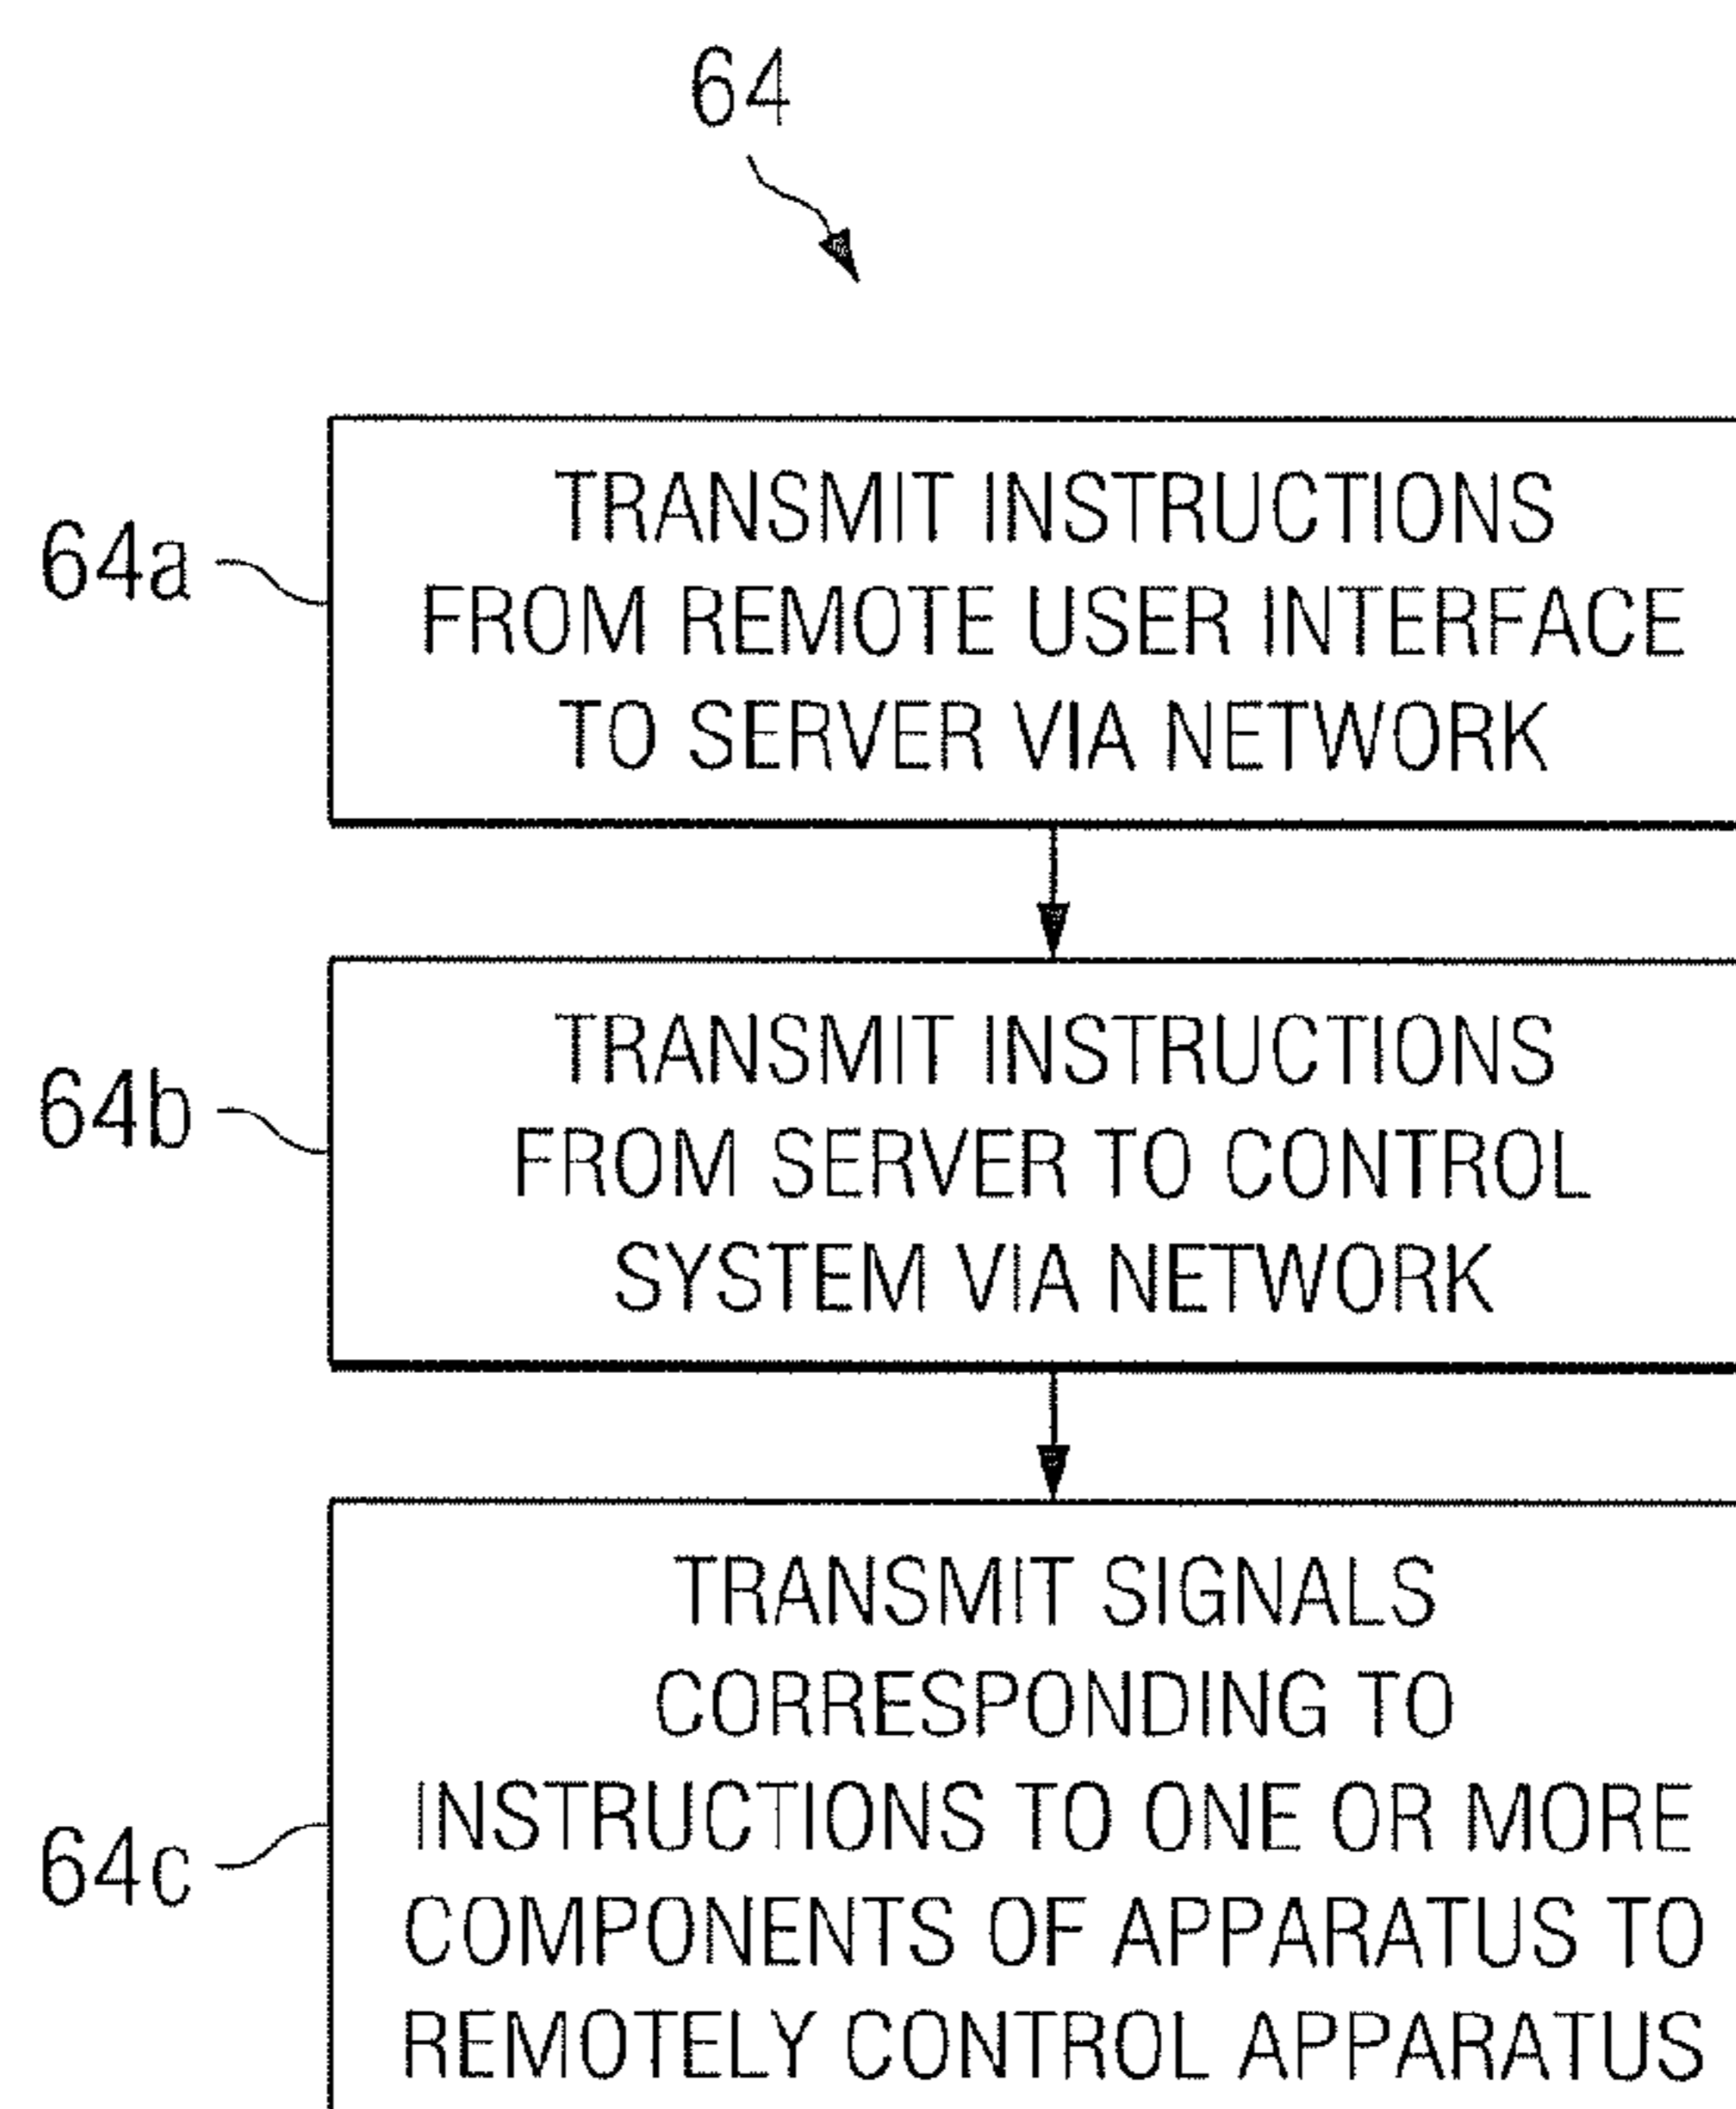 64
64a
TRANSMIT INSTRUCTIONS
FROM REMOTE USER INTERFACE
TO SERVER VIA NETWORK
64b
TRANSMIT INSTRUCTIONS
FROM SERVER TO CONTROL
SYSTEM VIA NETWORK
64c
TRANSMIT SIGNALS
CORRESPONDING TO
INSTRUCTIONS TO ONE OR MORE
COMPONENTS OF APPARATUS TO
REMOTELY CONTROL APPARATUS